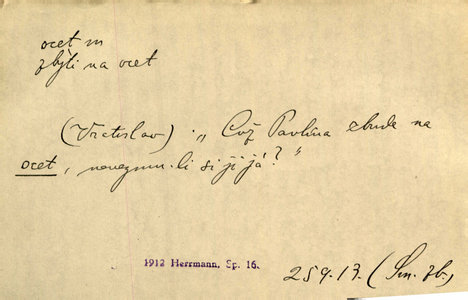 ocet m
zbýti na ocet
(Vratislav) : „Což Pavlína zbude na
ocet, nevezmu-li si ji já?"
1912 Herrmann, Sp. 16.
259.13. (Sm. zb.)